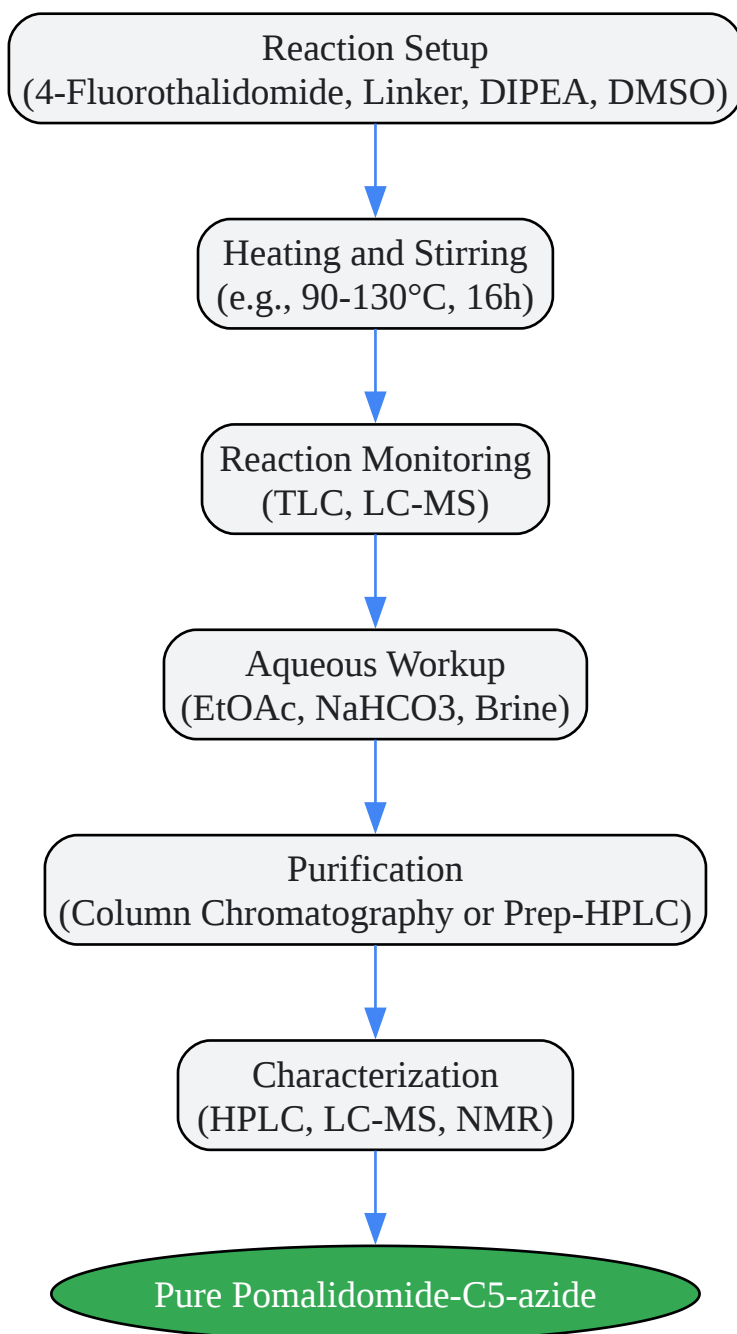 Reaction Setup
(4-Fluorothalidomide, Linker, DIPEA, DMSO)
Heating and Stirring
(e.g., 90-130°C, 16h)
Reaction Monitoring
(TLC, LC-MS)
Aqueous Workup
(EtOAc, NaHCO3, Brine)
Purification
(Column Chromatography or Prep-HPLC)
Characterization
(HPLC, LC-MS, NMR)
Pure Pomalidomide-C5-azide